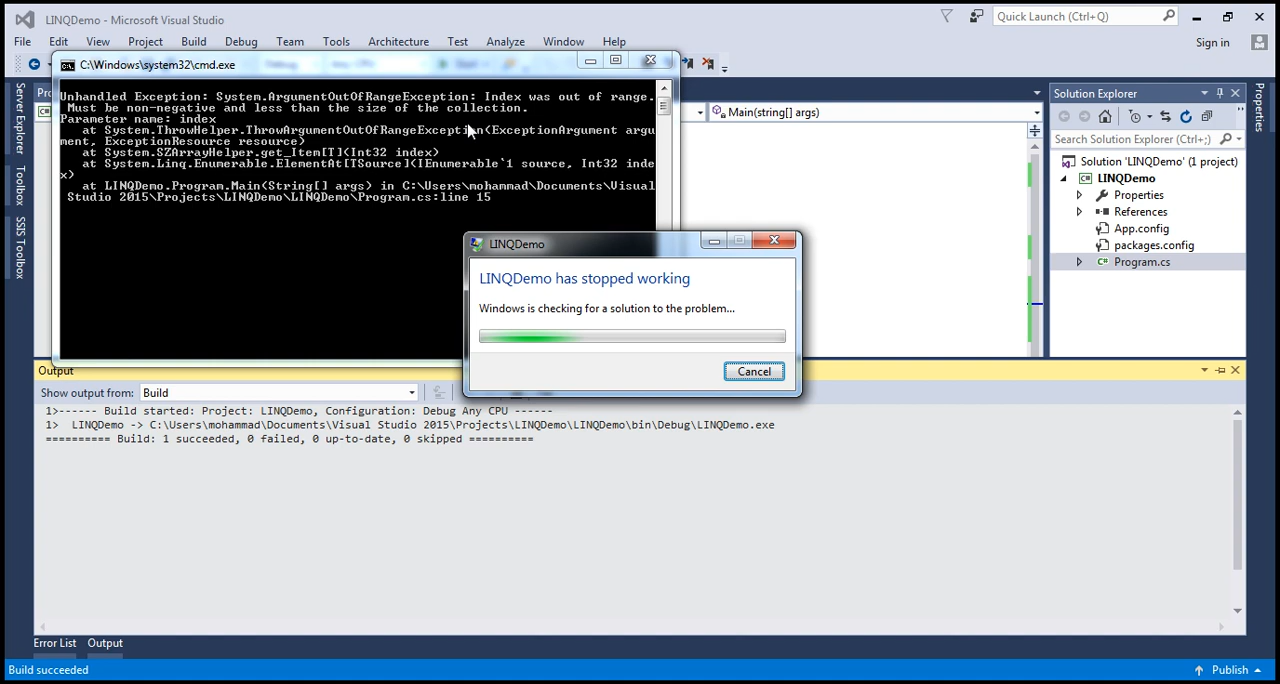 LINQDemo - Microsoft Visual Studio
Quick Launch (Ctrl+Q)
File Edit View Project Build Debug Team Tools Architecture Test Analyze Window Help
Sign in
C:\Windows\system32\cmd.exe
Server Explorer
Toolbox
SSIS Toolbox
Main(string[] args)
Unhandled Exception: System.ArgumentOutOfRangeException: Index was out of range.
Must be non-negative and less than the size of the collection.
Parameter name: index
at System.ThrowHelper.ThrowArgumentOutOfRangeException(ExceptionArgument argu
ment, ExceptionResource resource)
at System.SZArrayHelper.get_Item[T](Int32 index)
at System.Linq.Enumerable.ElementAt[TSource](IEnumerable`1 source, Int32 inde
x)
at LINQDemo.Program.Main(String[] args) in C:\Users\mohammad\Documents\Visual
Studio 2015\Projects\LINQDemo\LINQDemo\Program.cs:line 15
LINQDemo
LINQDemo has stopped working
Windows is checking for a solution to the problem...
Cancel
Solution Explorer
Search Solution Explorer (Ctrl+;)
Solution 'LINQDemo' (1 project)
LINQDemo
Properties
References
App.config
packages.config
Program.cs
Properties
Output
Show output from: Build
1>------ Build started: Project: LINQDemo, Configuration: Debug Any CPU ------
1> LINQDemo -> C:\Users\mohammad\Documents\Visual Studio 2015\Projects\LINQDemo\LINQDemo\bin\Debug\LINQDemo.exe
========== Build: 1 succeeded, 0 failed, 0 up-to-date, 0 skipped ==========
Error List Output
Build succeeded
Publish